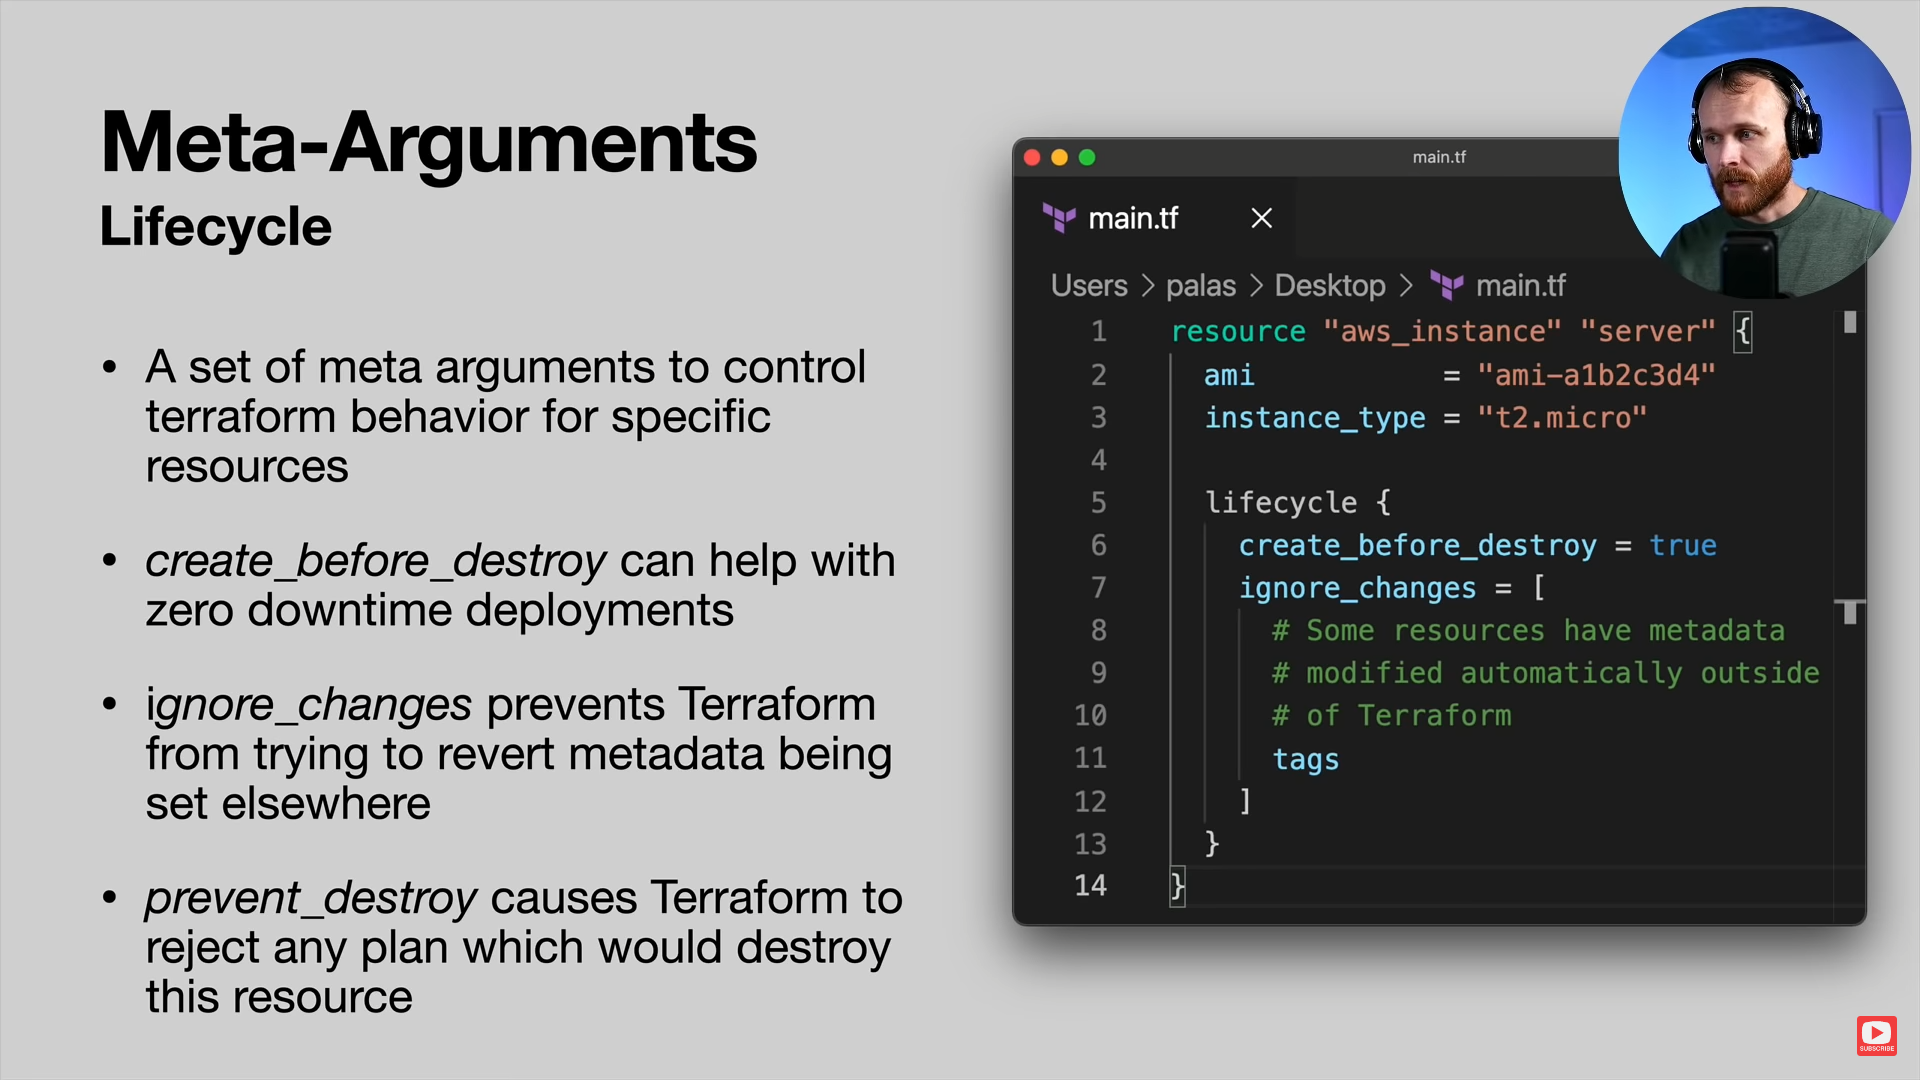 Meta-Arguments
Lifecycle
• A set of meta arguments to control
terraform behavior for specific
resources
• create_before_destroy can help with
zero downtime deployments
• ignore_changes prevents Terraform
from trying to revert metadata being
set elsewhere
• prevent_destroy causes Terraform to
reject any plan which would destroy
this resource
main.tf
main.tf
Users > palas > Desktop > main.tf
1 resource "aws_instance" "server" {
2 ami = "ami-a1b2c3d4"
3 instance_type = "t2.micro"
4
5 lifecycle {
6 create_before_destroy = true
7 ignore_changes = [
8 # Some resources have metadata
9 # modified automatically outside
10 # of Terraform
11 tags
12 ]
13 }
14 }
SUBSCRIBE